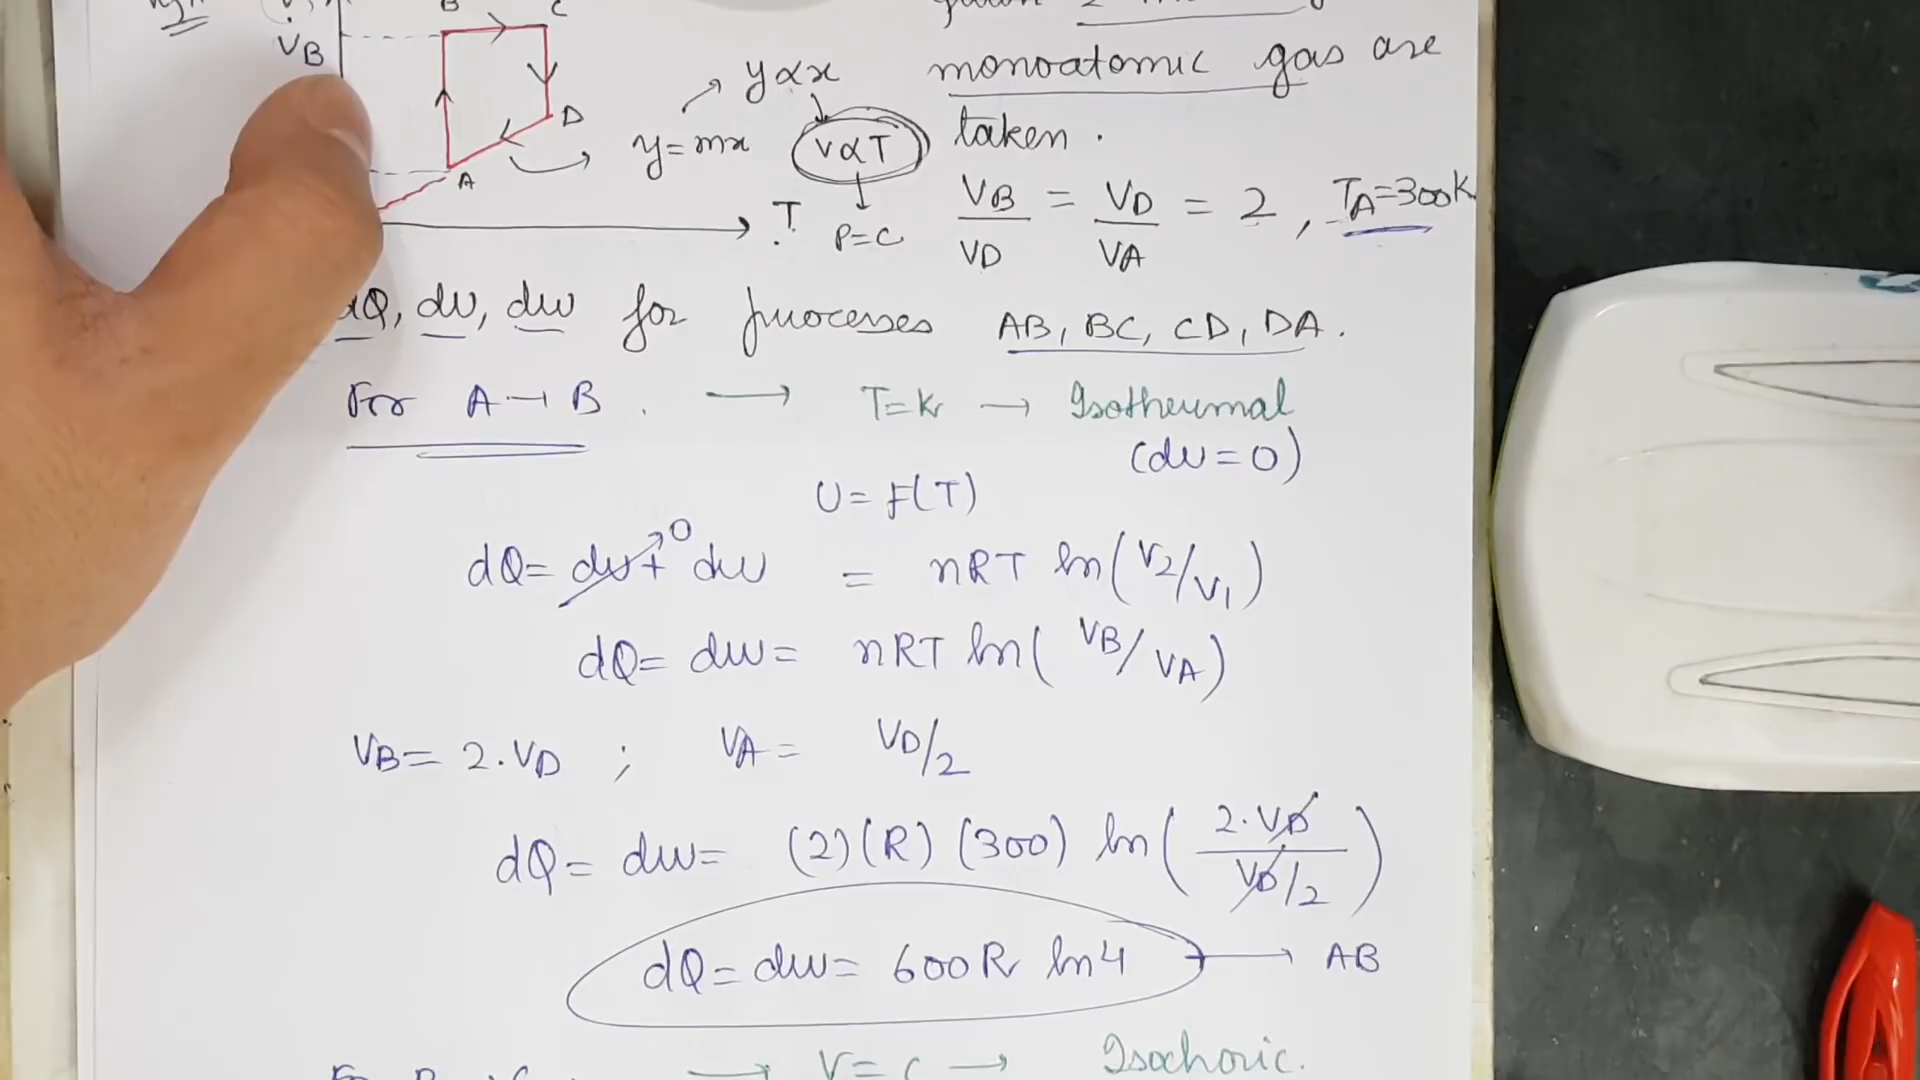 VB
B C
y∝x monoatomic gas are
D
y=mx V∝T taken.
A
T P=C VB/VD = VD/VA = 2, TA=300K
dQ, dU, dW for processes AB, BC, CD, DA.
For A→B. → T=K → Isothermal
(dU=0)
U= f(T)
dQ= dU+ 0 dW = nRT ln(V2/V1)
dQ= dW= nRT ln(VB/VA)
VB= 2.VD ; VA= VD/2
dQ= dW= (2)(R)(300) ln(2.VD / VD/2)
dQ=dW= 600R ln4 → AB
→ V=C → Isochoric.